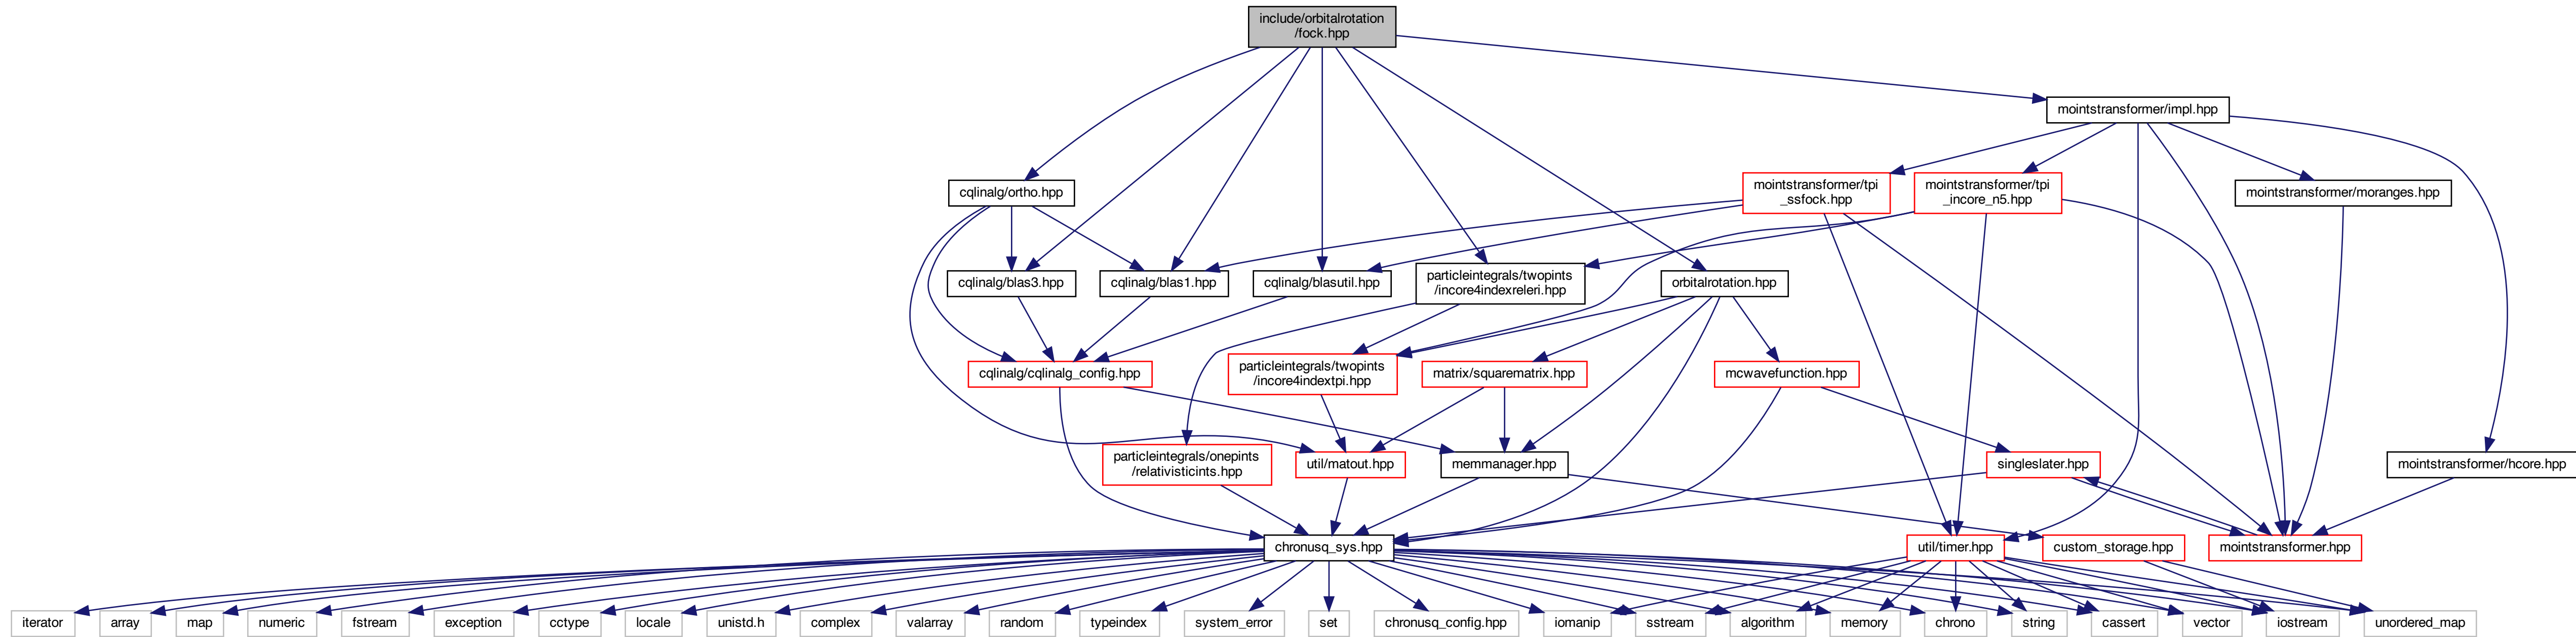 include/orbitalrotation
/fock.hpp
mointstransformer/impl.hpp
cqlinalg/ortho.hpp
mointstransformer/tpi
_ssfock.hpp
mointstransformer/tpi
_incore_n5.hpp
mointstransformer/moranges.hpp
cqlinalg/blas3.hpp
cqlinalg/blas1.hpp
cqlinalg/blasutil.hpp
particleintegrals/twopints
/incore4indexreleri.hpp
orbitalrotation.hpp
cqlinalg/cqlinalg_config.hpp
particleintegrals/twopints
/incore4indextpi.hpp
matrix/squarematrix.hpp
mcwavefunction.hpp
particleintegrals/onepints
/relativisticints.hpp
util/matout.hpp
memmanager.hpp
singleslater.hpp
mointstransformer/hcore.hpp
chronusq_sys.hpp
util/timer.hpp
custom_storage.hpp
mointstransformer.hpp
iterator
array
map
numeric
fstream
exception
cctype
locale
unistd.h
complex
valarray
random
typeindex
system_error
set
chronusq_config.hpp
iomanip
sstream
algorithm
memory
chrono
string
cassert
vector
iostream
unordered_map